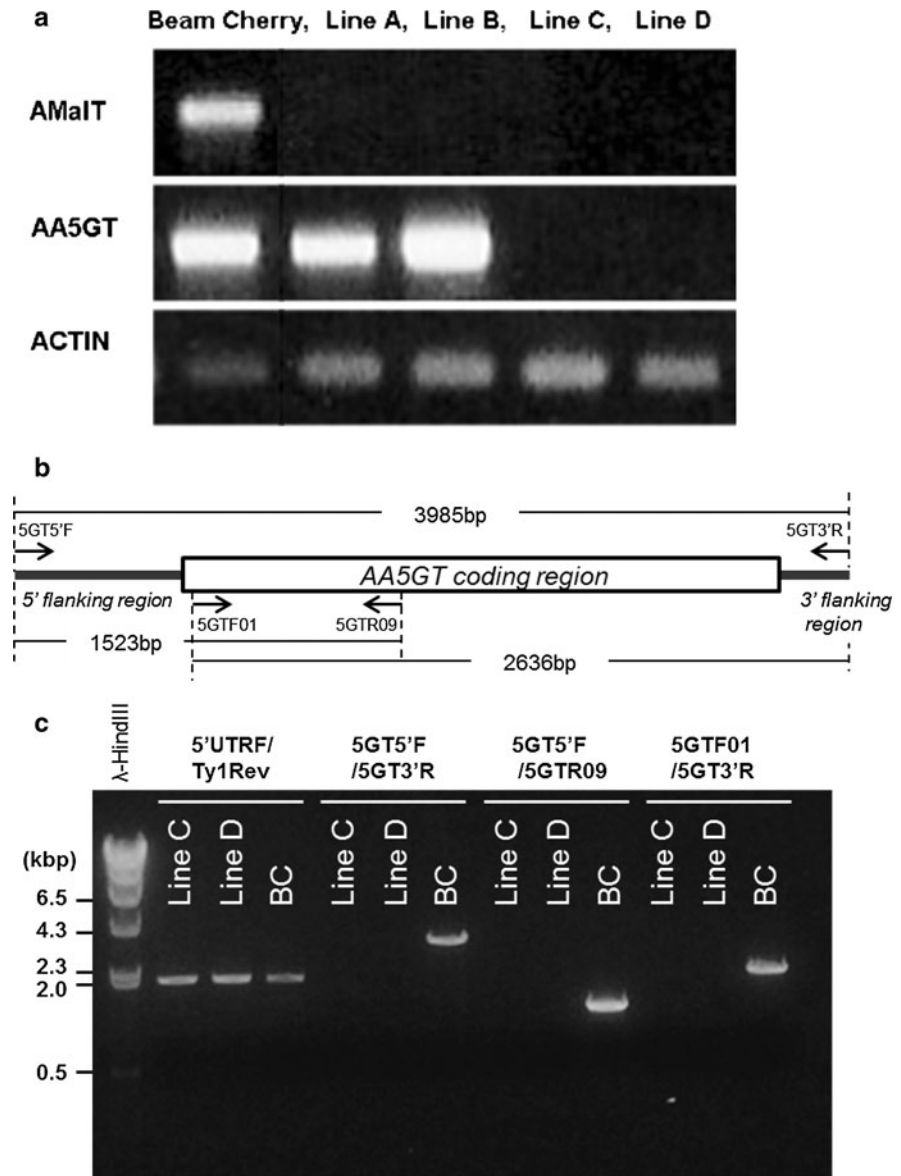 a
Beam Cherry, Line A, Line B, Line C, Line D
AMalT
AA5GT
ACTIN
b
3985bp
5GT5'F
5GT3'R
AA5GT coding region
5' flanking region
3' flanking region
5GTF01
5GTR09
1523bp
2636bp
c
λ-HindIII
5'UTRF/
Ty1Rev
5GT5'F
/5GT3'R
5GT5'F
/5GTR09
5GTF01
/5GT3'R
Line C
Line D
BC
Line C
Line D
BC
Line C
Line D
BC
Line C
Line D
BC
(kbp)
6.5
4.3
2.3
2.0
0.5